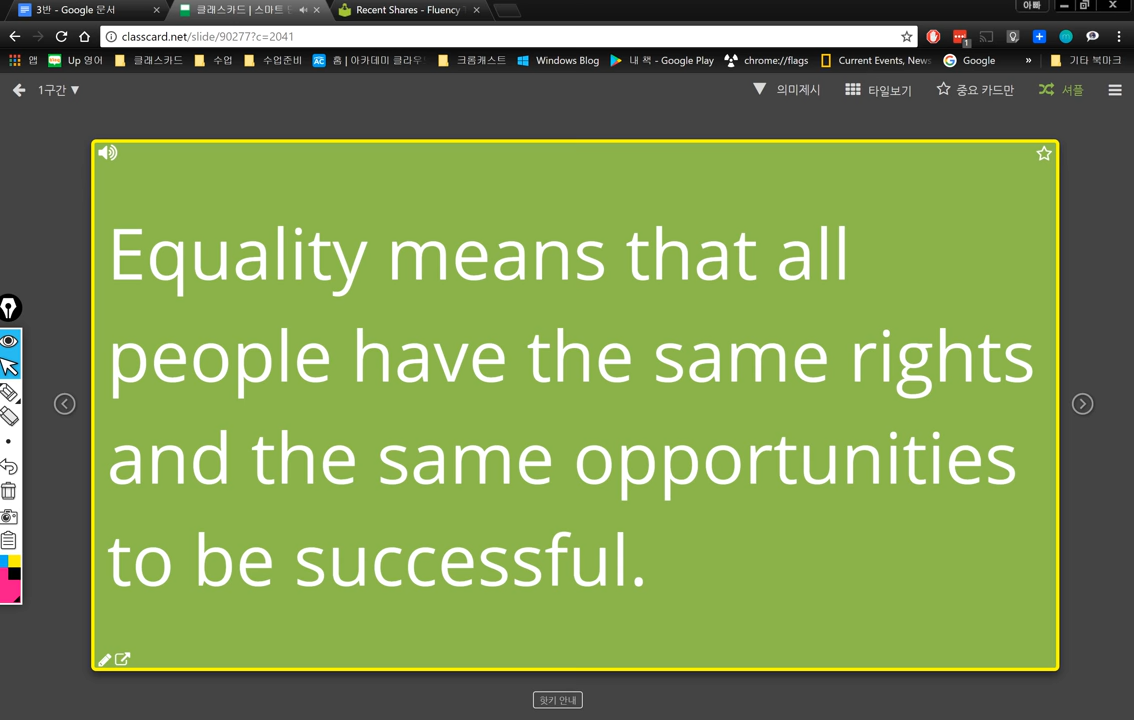 3반 - Google 문서
클래스카드 | 스마트
Recent Shares - Fluency
아빠
classcard.net/slide/90277?c=2041
1
앱
Up 영어
클래스카드
수업
수업준비
AC
홈 | 아카데미 클라우
크롬캐스트
Windows Blog
내 책 - Google Play
chrome://flags
Current Events, News
Google
»
기타 북마크
1구간 ▼
▼ 의미제시
타일보기
중요 카드만
셔플
Equality means that all
people have the same rights
and the same opportunities
to be successful.
핫키 안내